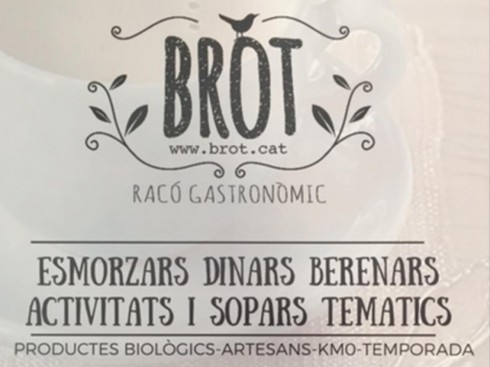 BROT
www.brot.cat
RACÓ GASTRONÒMIC
ESMORZARS DINARS BERENARS
ACTIVITATS I SOPARS TEMATICS
PRODUCTES BIOLÒGICS-ARTESANS-KM0-TEMPORADA